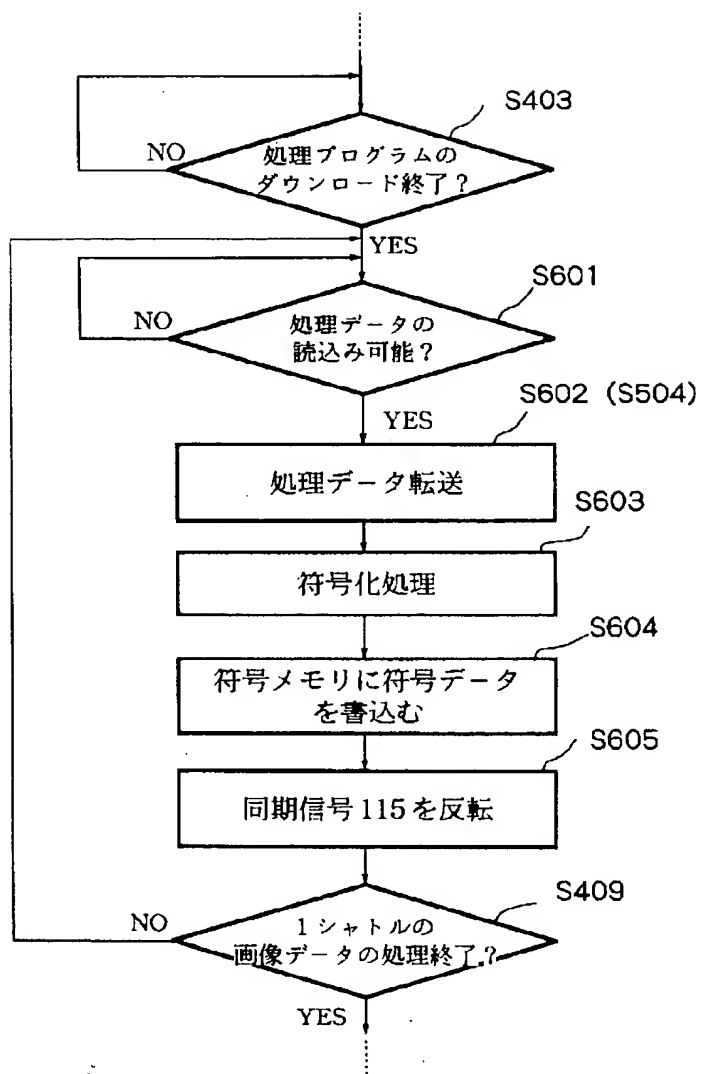 S403
NO
処理プログラムの
ダウンロード終了?
YES
S601
NO
処理データの
読込み可能?
YES
S602 (S504)
処理データ転送
S603
符号化処理
S604
符号メモリに符号データ
を書込む
S605
同期信号115を反転
S409
NO
1シャトルの
画像データの処理終了?
YES